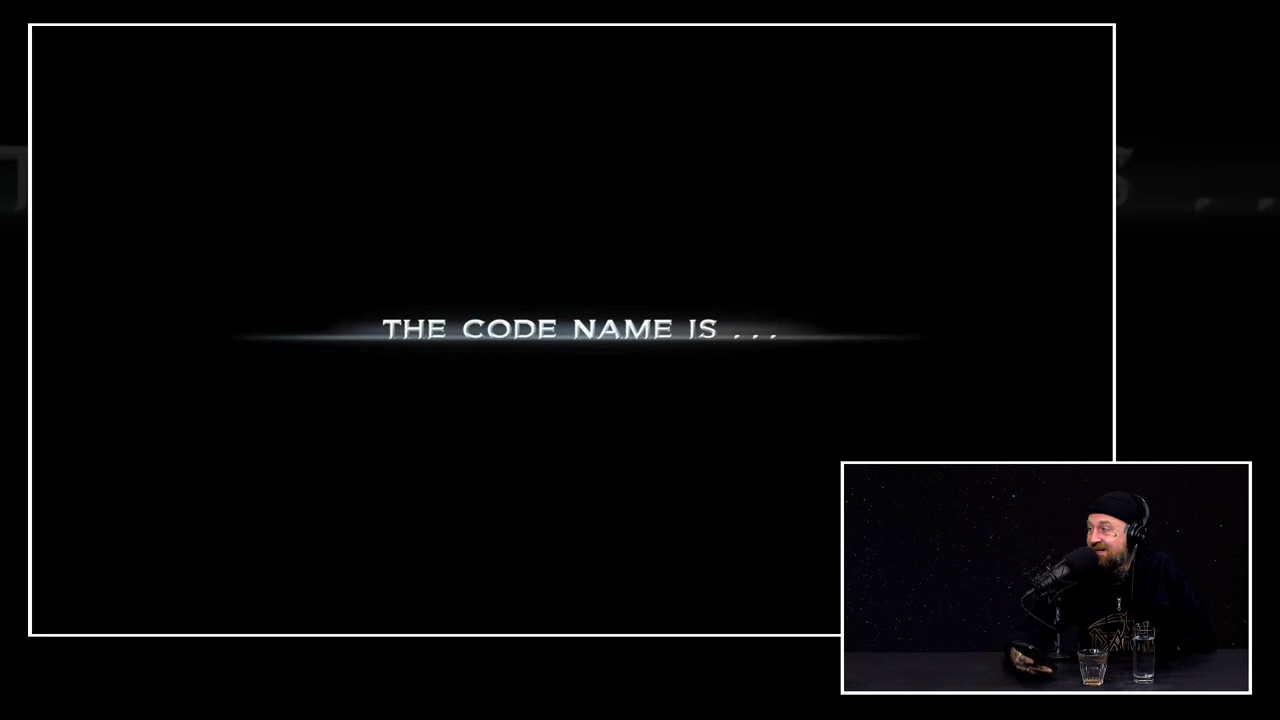 THE CODE NAME IS . . .